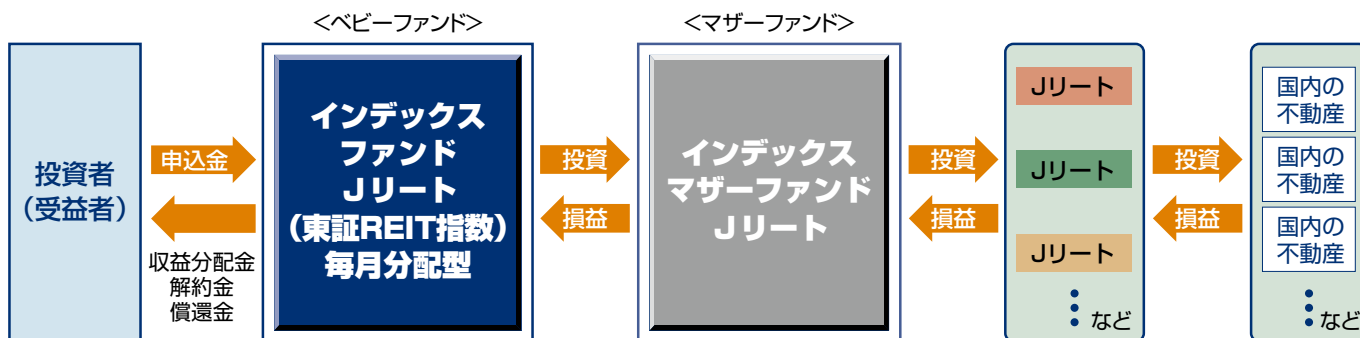 <ベビーファンド>
<マザーファンド>
投資者
(受益者)
申込金
収益分配金
解約金
償還金
インデックス
ファンド
Jリート
(東証REIT指数)
毎月分配型
投資
損益
インデックス
マザーファンド
Jリート
投資
損益
Jリート
Jリート
Jリート
など
投資
損益
国内の
不動産
国内の
不動産
国内の
不動産
など